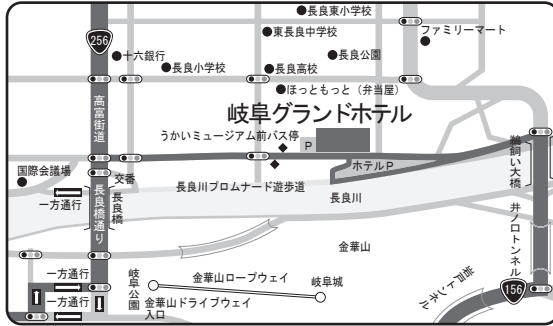 長良東小学校
東長良中学校
ファミリーマート
256
十六銀行
長良公園
長良小学校
長良高校
ほっともっと（弁当屋）
高富街道
岐阜グランドホテル
うかいミュージアム前バス停
P
ホテルP
鵜飼い大橋
国際会議場
交番
長良川プロムナード遊歩道
長良川
一方通行
長良橋
長良橋通り
井ノ口トンネル
金華山
一方通行
岐阜公園
金華山ロープウェイ
岐阜城
岩戸トンネル
156
一方通行
金華山ドライブウェイ
入口